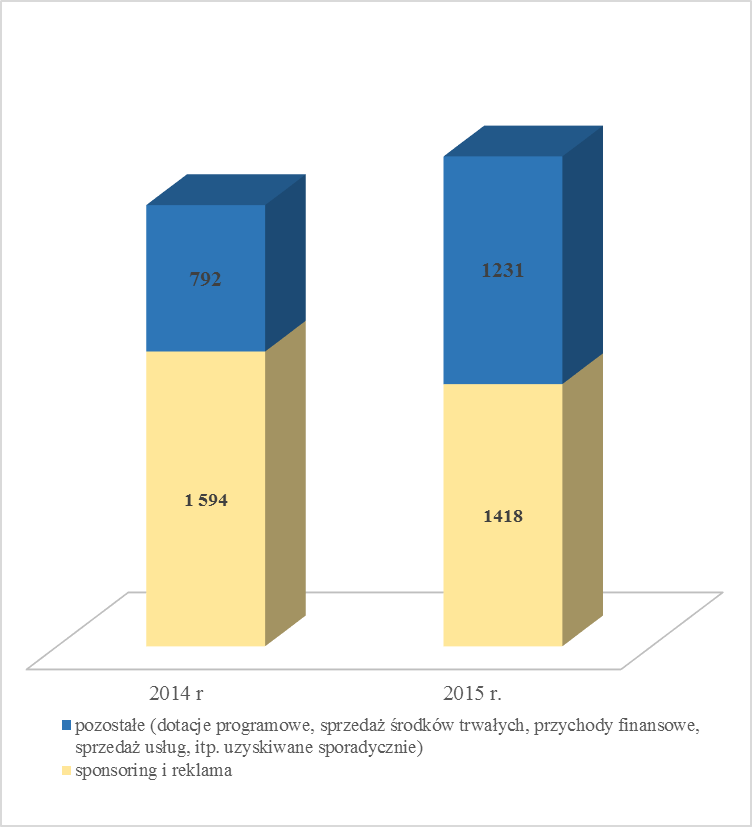 792
1231
1 594
1418
2014 r
2015 r.
pozostałe (dotacje programowe, sprzedaż środków trwałych, przychody finansowe,
sprzedaż usług, itp. uzyskiwane sporadycznie)
sponsoring i reklama